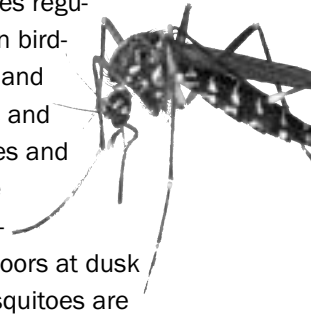 es regu-
n bird-
and
and
es and
-
oors at dusk
squitoes are